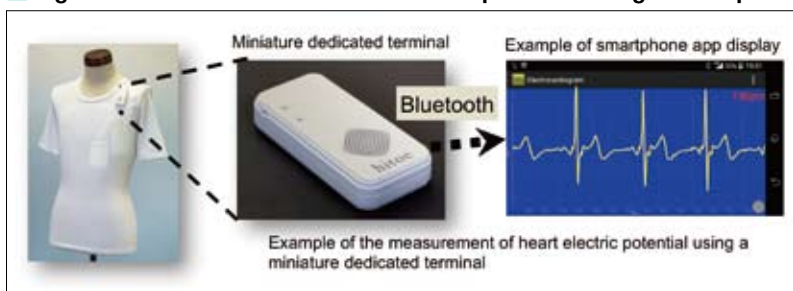 Miniature dedicated terminal
Example of smartphone app display
Bluetooth
hitoe
Electrocardiogram
Example of the measurement of heart electric potential using a
miniature dedicated terminal